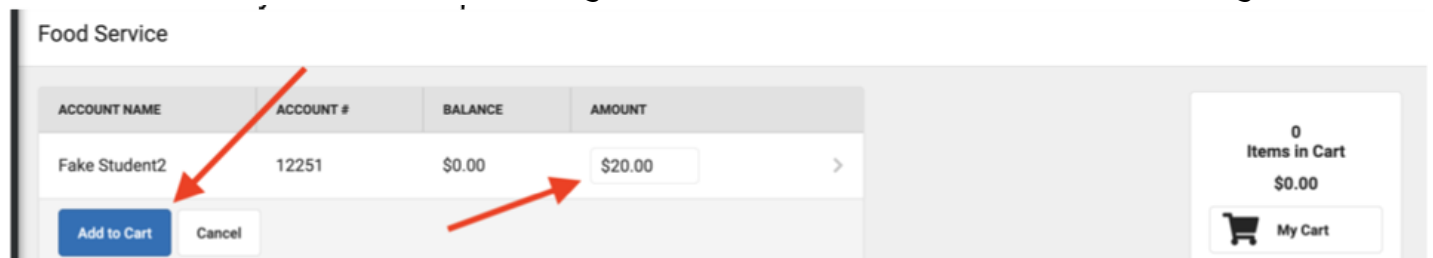 Food Service
ACCOUNT NAME ACCOUNT # BALANCE AMOUNT
Fake Student2 12251 $0.00 $20.00
Add to Cart Cancel
0
Items in Cart
$0.00
My Cart